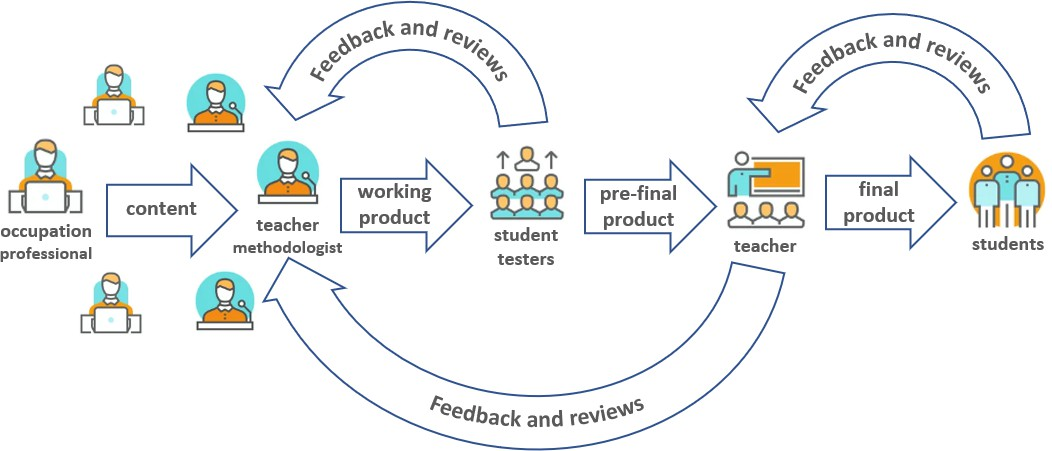 Feedback and reviews
Feedback and reviews
occupation
professional
content
teacher
methodologist
working
product
student
testers
pre-final
product
teacher
final
product
students
Feedback and reviews